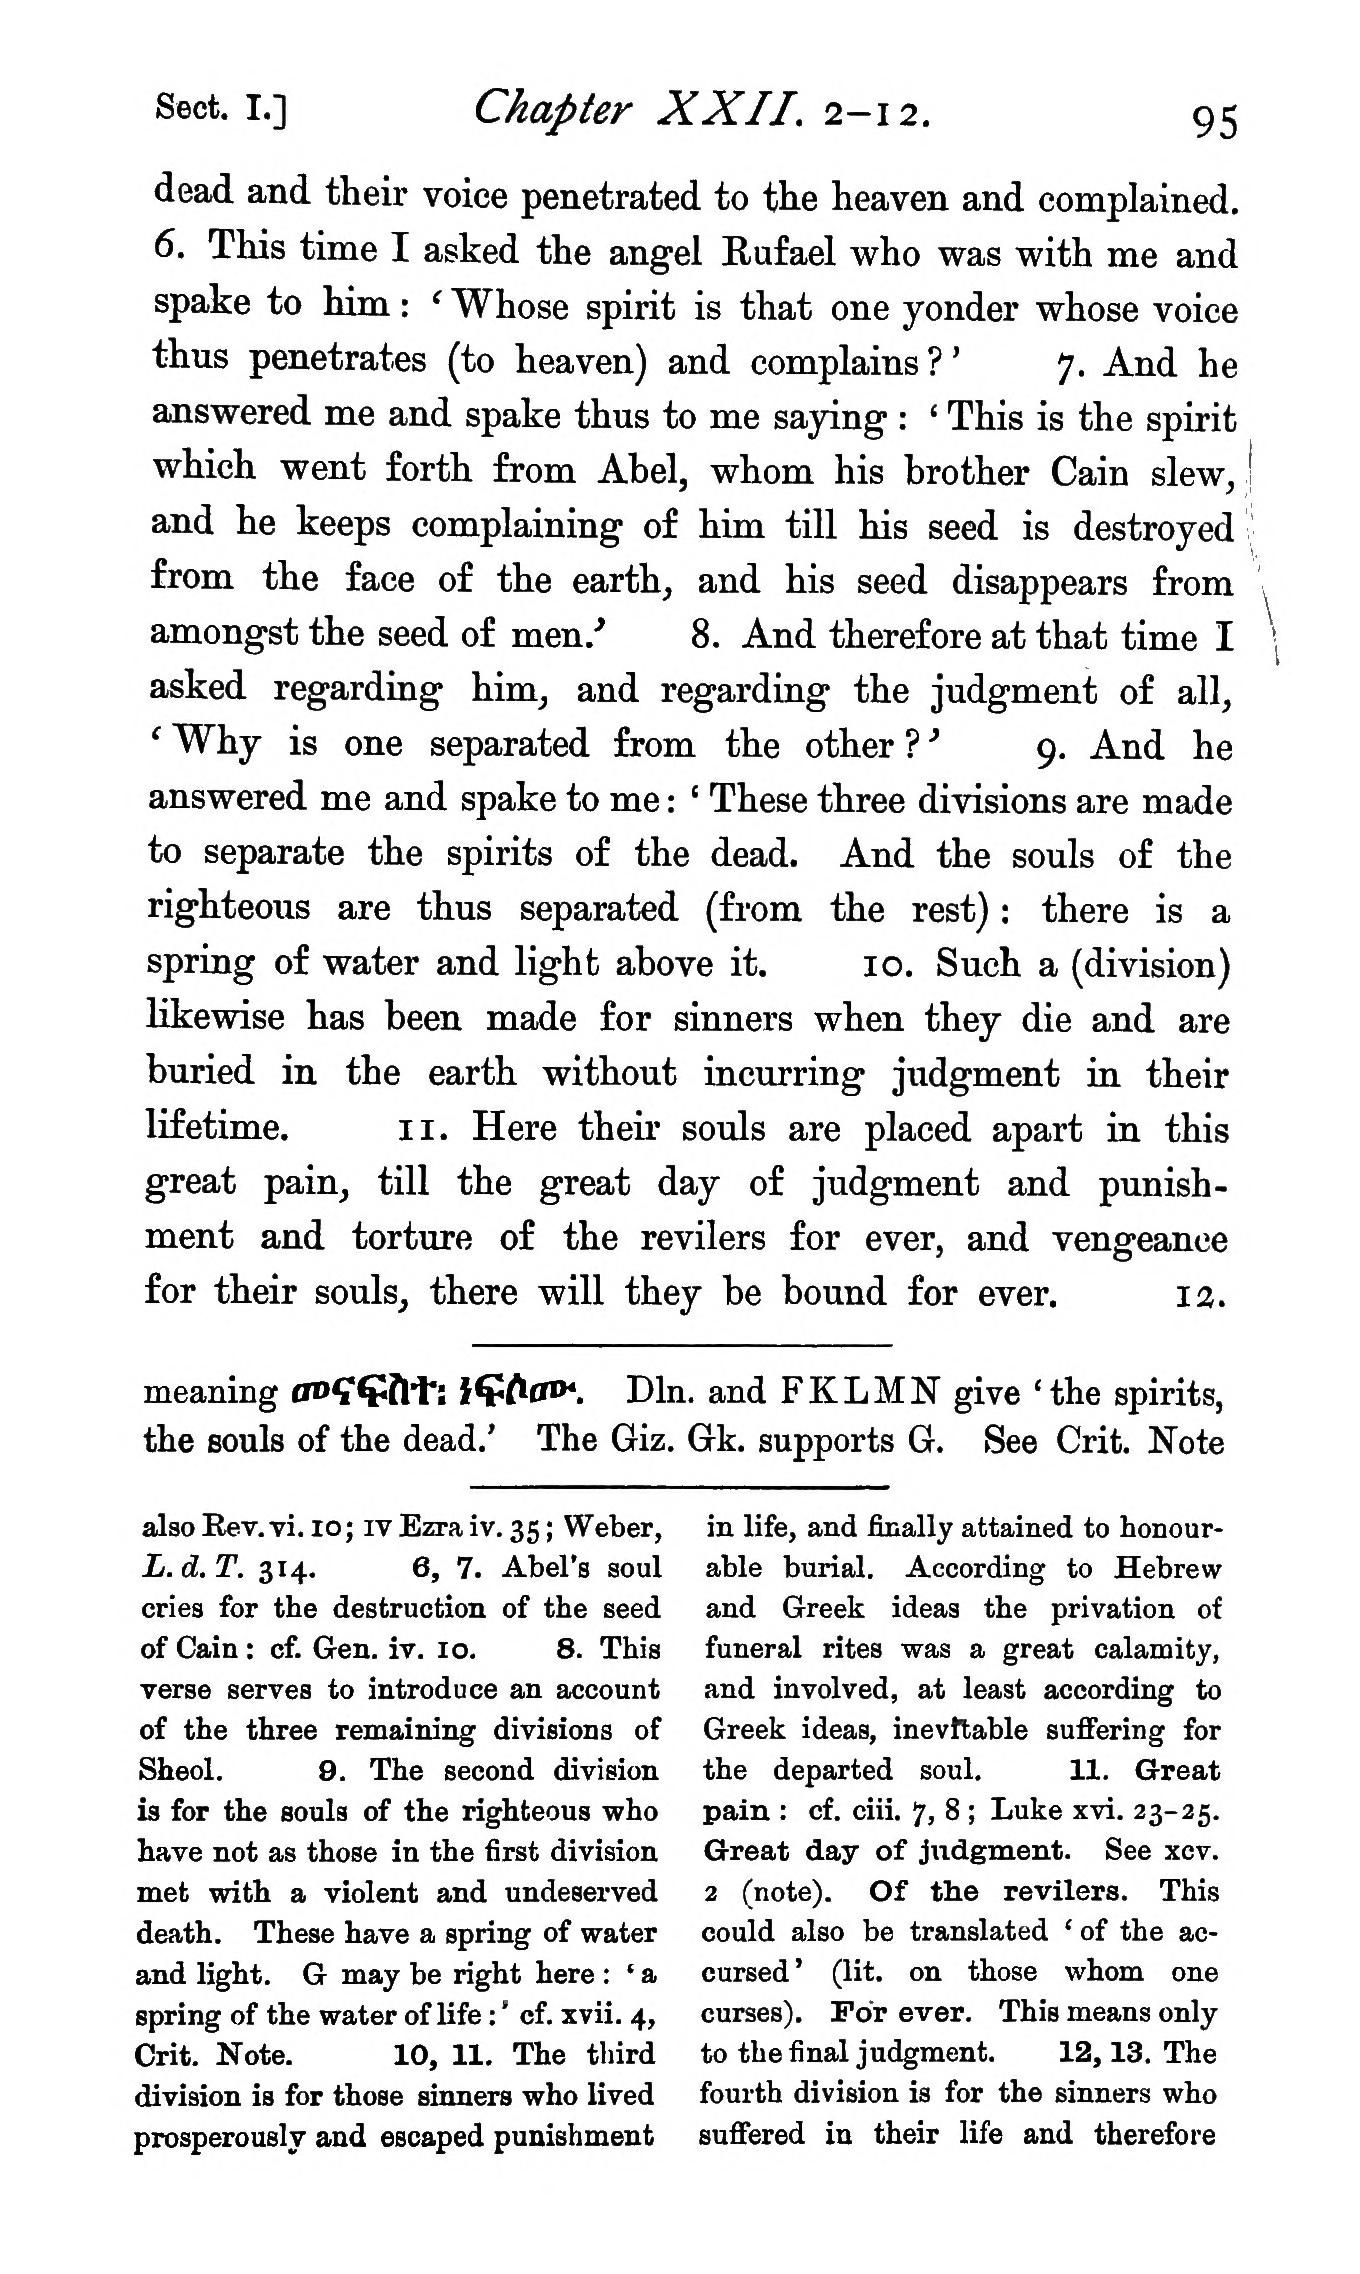 Sect. I.] Chapter XXII. 2–12. 95
dead and their voice penetrated to the heaven and complained.
6. This time I asked the angel Rufael who was with me and
spake to him : ‘ Whose spirit is that one yonder whose voice
thus penetrates (to heaven) and complains ? ’ 7. And he
answered me and spake thus to me saying : ‘ This is the spirit
which went forth from Abel, whom his brother Cain slew,
and he keeps complaining of him till his seed is destroyed
from the face of the earth, and his seed disappears from
amongst the seed of men.’ 8. And therefore at that time I
asked regarding him, and regarding the judgment of all,
‘ Why is one separated from the other ? ’ 9. And he
answered me and spake to me : ‘ These three divisions are made
to separate the spirits of the dead. And the souls of the
righteous are thus separated (from the rest) : there is a
spring of water and light above it. 10. Such a (division)
likewise has been made for sinners when they die and are
buried in the earth without incurring judgment in their
lifetime. 11. Here their souls are placed apart in this
great pain, till the great day of judgment and punish-
ment and torture of the revilers for ever, and vengeance
for their souls, there will they be bound for ever. 12.
meaning መናፍስተ፡ ነፍሶሙ. Dln. and F K L M N give ‘ the spirits,
the souls of the dead.’ The Giz. Gk. supports G. See Crit. Note
also Rev. vi. 10; IV Ezra iv. 35; Weber,
L. d. T. 314. 6, 7. Abel's soul
cries for the destruction of the seed
of Cain : cf. Gen. iv. 10. 8. This
verse serves to introduce an account
of the three remaining divisions of
Sheol. 9. The second division
is for the souls of the righteous who
have not as those in the first division
met with a violent and undeserved
death. These have a spring of water
and light. G may be right here : ‘ a
spring of the water of life : ’ cf. xvii. 4,
Crit. Note. 10, 11. The third
division is for those sinners who lived
prosperously and escaped punishment
in life, and finally attained to honour-
able burial. According to Hebrew
and Greek ideas the privation of
funeral rites was a great calamity,
and involved, at least according to
Greek ideas, inevitable suffering for
the departed soul. 11. Great
pain : cf. ciii. 7, 8 ; Luke xvi. 23–25.
Great day of judgment. See xcv.
2 (note). Of the revilers. This
could also be translated ‘ of the ac-
cursed ’ (lit. on those whom one
curses). For ever. This means only
to the final judgment. 12, 13. The
fourth division is for the sinners who
suffered in their life and therefore